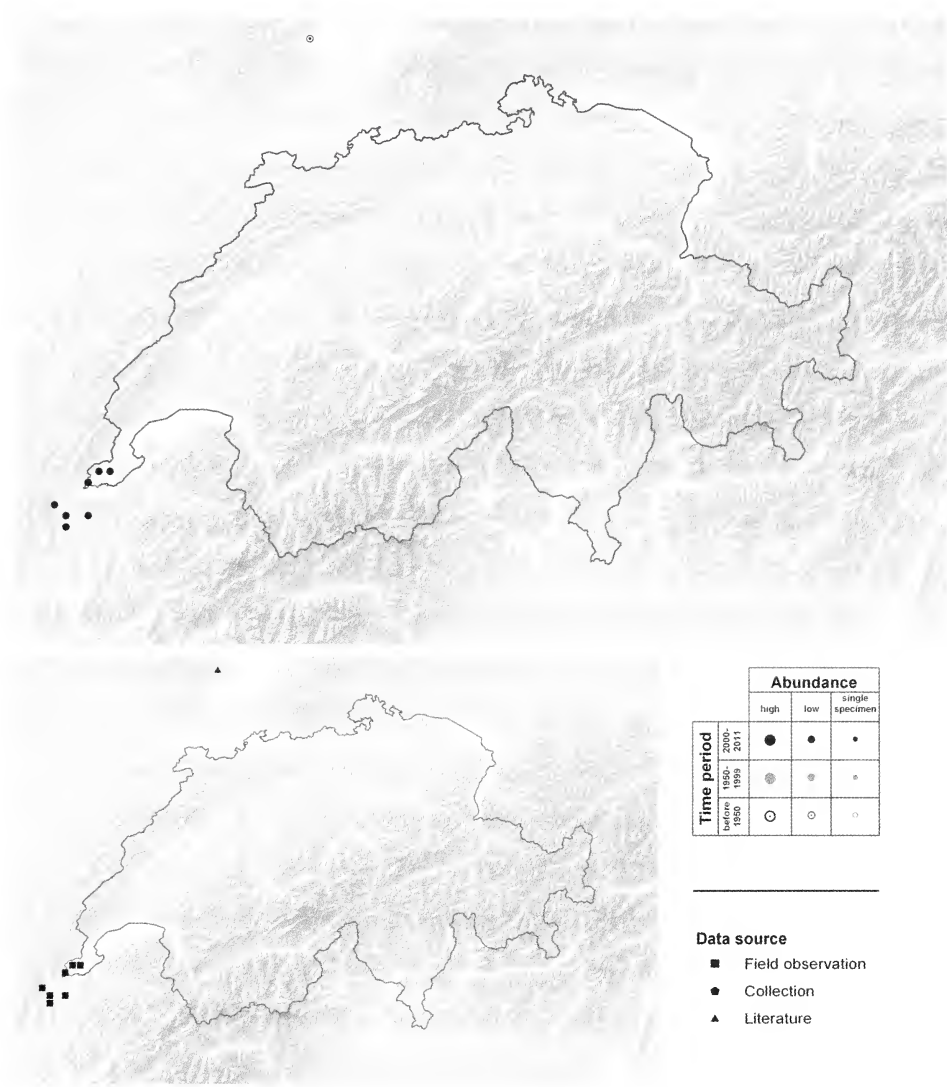 Abundance
high low single specimen
Time period
2000-2011
1950-1999
before 1950
Data source
Field observation
Collection
Literature